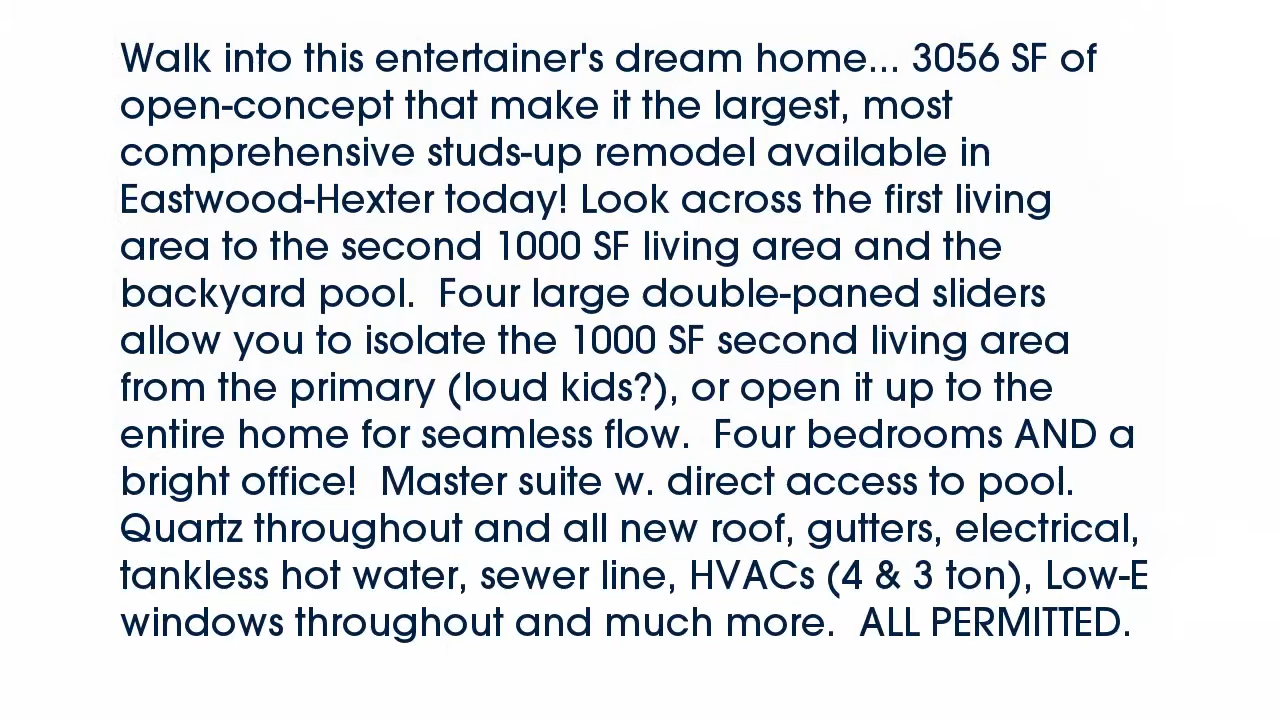 Walk into this entertainer's dream home... 3056 SF of
open-concept that make it the largest, most
comprehensive studs-up remodel available in
Eastwood-Hexter today! Look across the first living
area to the second 1000 SF living area and the
backyard pool.  Four large double-paned sliders
allow you to isolate the 1000 SF second living area
from the primary (loud kids?), or open it up to the
entire home for seamless flow.  Four bedrooms AND a
bright office!  Master suite w. direct access to pool.
Quartz throughout and all new roof, gutters, electrical,
tankless hot water, sewer line, HVACs (4 & 3 ton), Low-E
windows throughout and much more.  ALL PERMITTED.